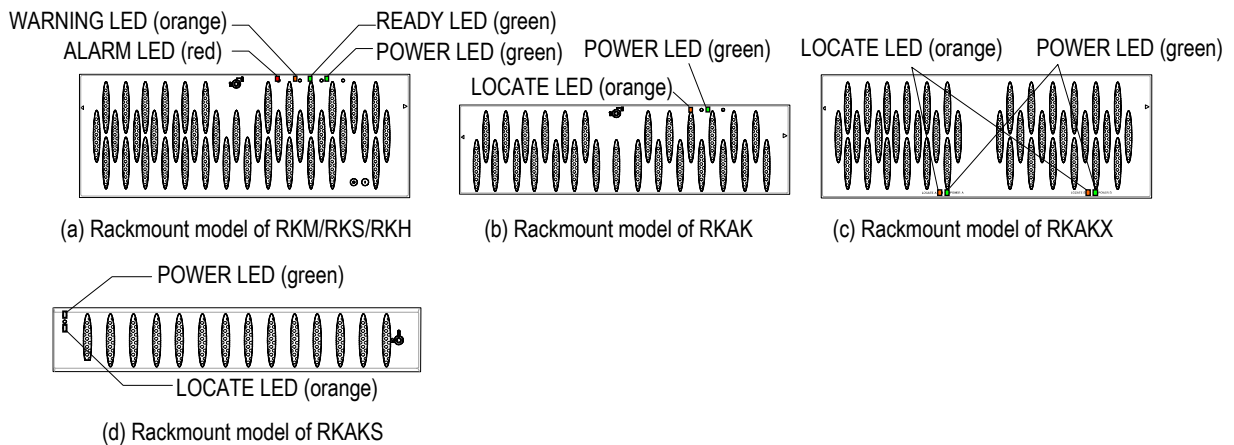 WARNING LED (orange)
READY LED (green)
ALARM LED (red)
POWER LED (green)
(a) Rackmount model of RKM/RKS/RKH
POWER LED (green)
LOCATE LED (orange)
(b) Rackmount model of RKAK
LOCATE LED (orange)
POWER LED (green)
(c) Rackmount model of RKAKX
POWER LED (green)
LOCATE LED (orange)
(d) Rackmount model of RKAKS